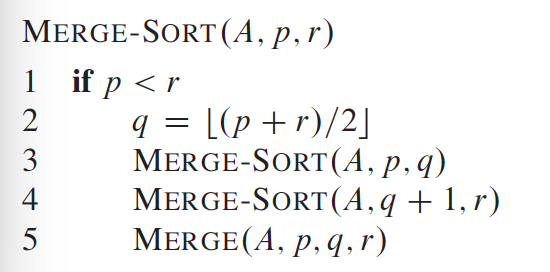 MERGE-SORT(A, p, r)
1 if p < r
2 q = ⌊(p + r)/2⌋
3 MERGE-SORT(A, p, q)
4 MERGE-SORT(A, q + 1, r)
5 MERGE(A, p, q, r)